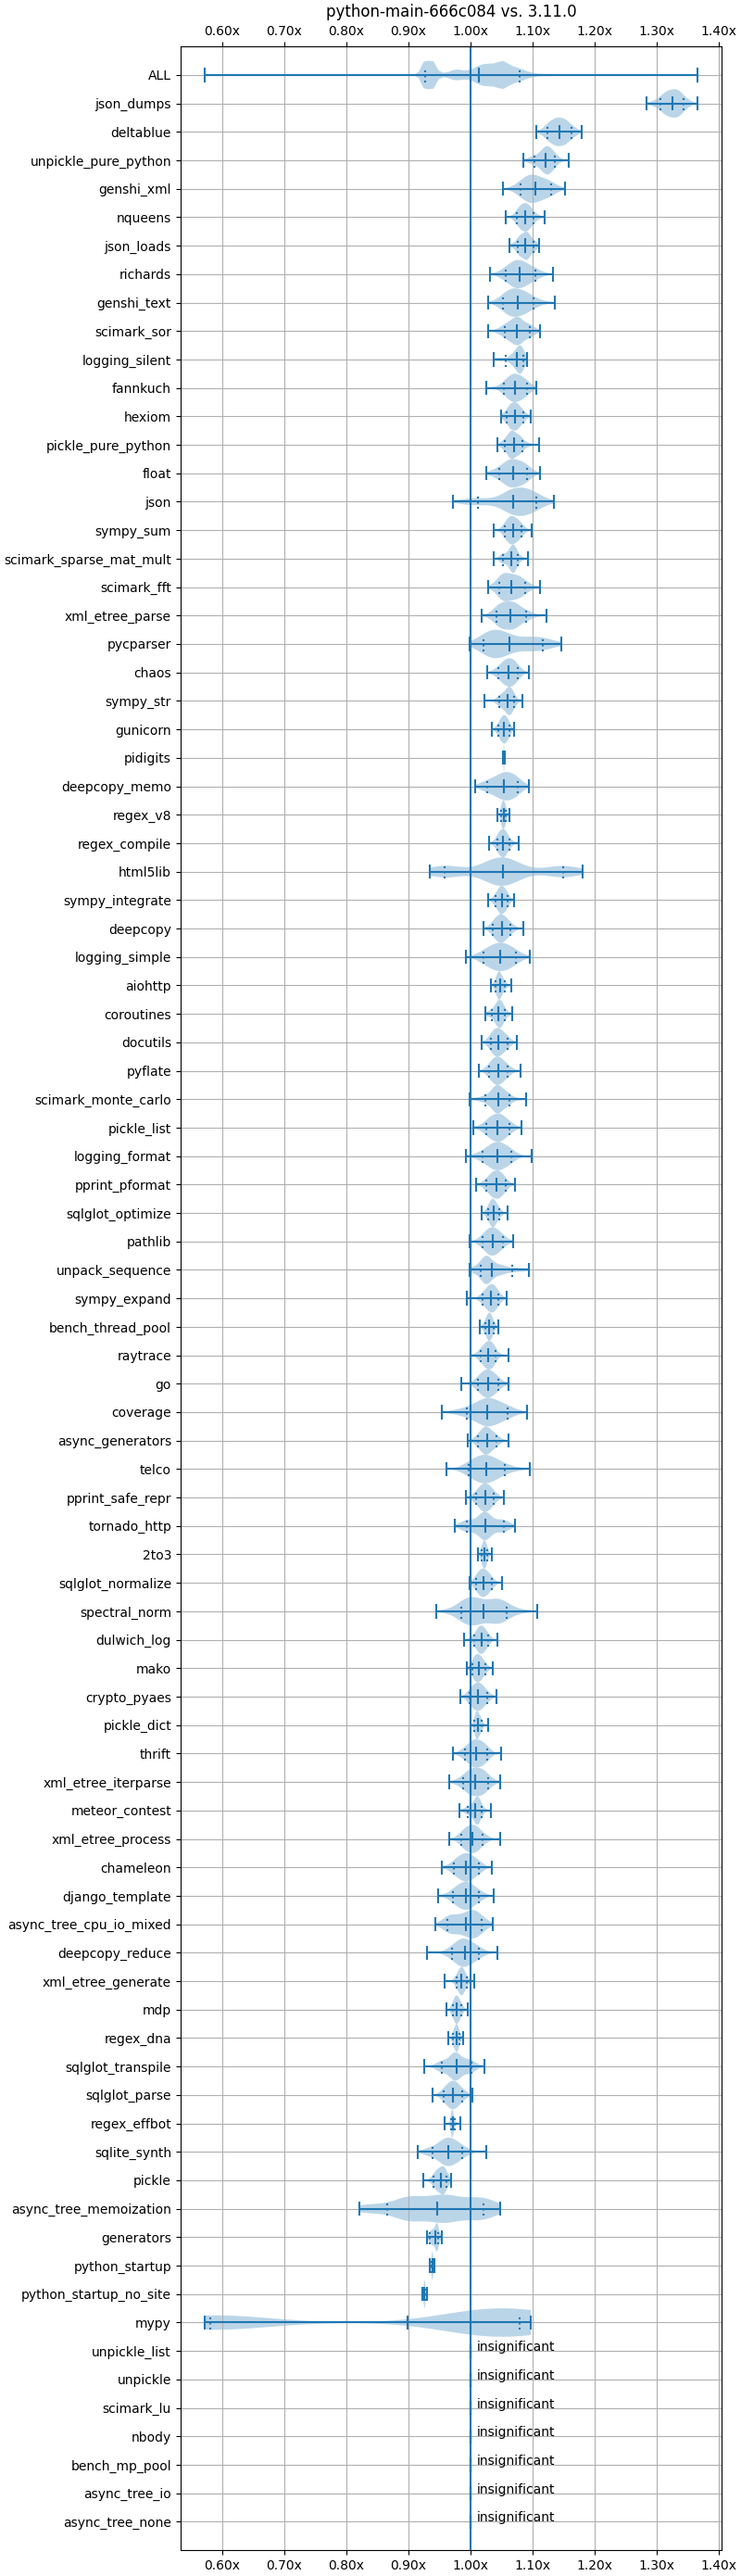 python-main-666c084 vs. 3.11.0
0.60x 0.70x 0.80x 0.90x 1.00x 1.10x 1.20x 1.30x 1.40x
ALL
json_dumps
deltablue
unpickle_pure_python
genshi_xml
nqueens
json_loads
richards
genshi_text
scimark_sor
logging_silent
fannkuch
hexiom
pickle_pure_python
float
json
sympy_sum
scimark_sparse_mat_mult
scimark_fft
xml_etree_parse
pycparser
chaos
sympy_str
gunicorn
pidigits
deepcopy_memo
regex_v8
regex_compile
html5lib
sympy_integrate
deepcopy
logging_simple
aiohttp
coroutines
docutils
pyflate
scimark_monte_carlo
pickle_list
logging_format
pprint_pformat
sqlglot_optimize
pathlib
unpack_sequence
sympy_expand
bench_thread_pool
raytrace
go
coverage
async_generators
telco
pprint_safe_repr
tornado_http
2to3
sqlglot_normalize
spectral_norm
dulwich_log
mako
crypto_pyaes
pickle_dict
thrift
xml_etree_iterparse
meteor_contest
xml_etree_process
chameleon
django_template
async_tree_cpu_io_mixed
deepcopy_reduce
xml_etree_generate
mdp
regex_dna
sqlglot_transpile
sqlglot_parse
regex_effbot
sqlite_synth
pickle
async_tree_memoization
generators
python_startup
python_startup_no_site
mypy
unpickle_list insignificant
unpickle insignificant
scimark_lu insignificant
nbody insignificant
bench_mp_pool insignificant
async_tree_io insignificant
async_tree_none insignificant
0.60x 0.70x 0.80x 0.90x 1.00x 1.10x 1.20x 1.30x 1.40x